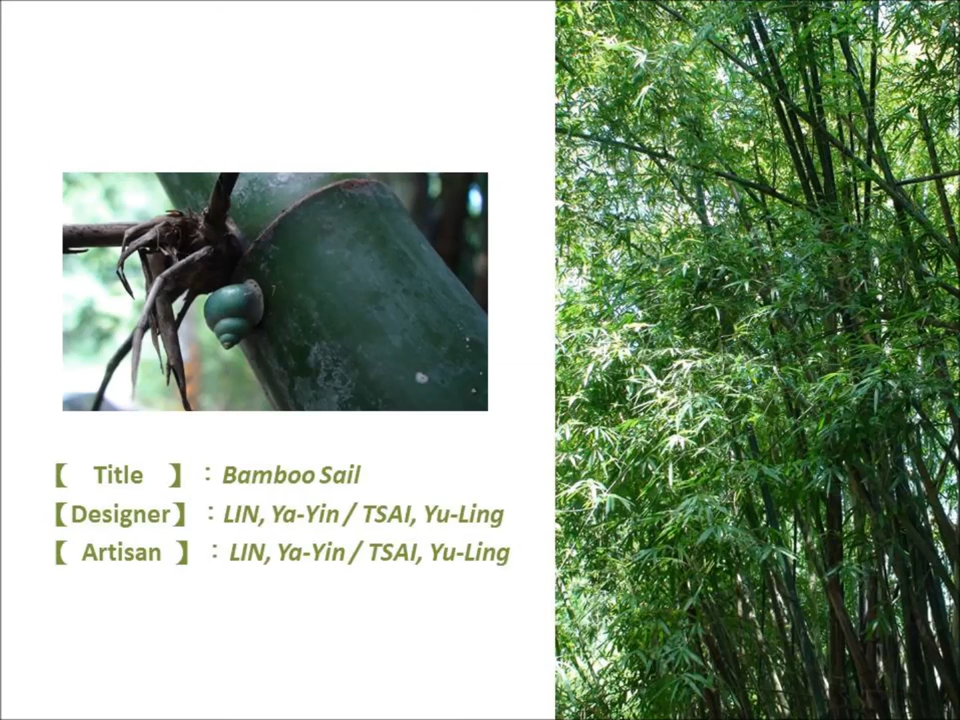 【 Title 】：Bamboo Sail
【Designer】：LIN, Ya-Yin / TSAI, Yu-Ling
【 Artisan 】：LIN, Ya-Yin / TSAI, Yu-Ling